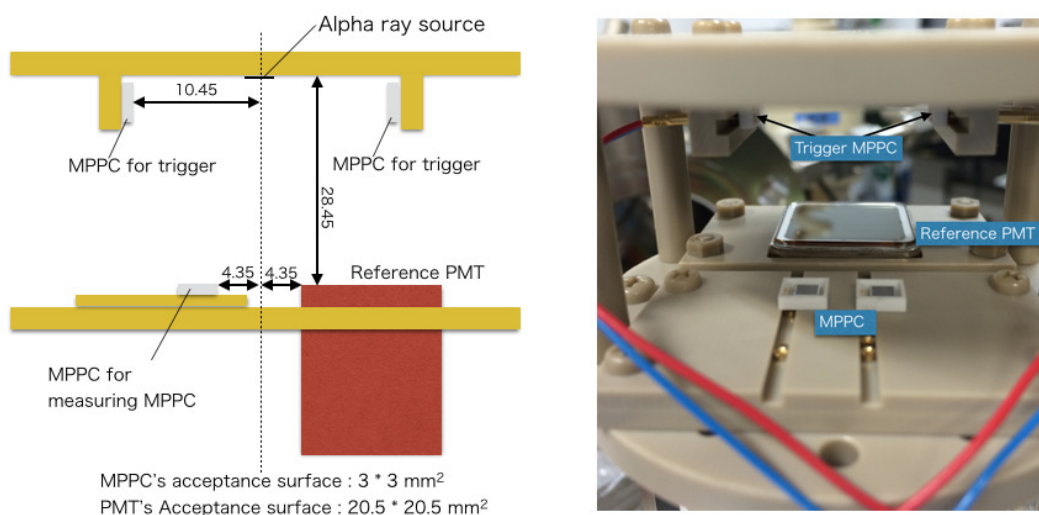 Alpha ray source
10.45
MPPC for trigger
MPPC for trigger
28.45
4.35
4.35
Reference PMT
MPPC for
measuring MPPC
MPPC's acceptance surface : 3 * 3 mm²
PMT's Acceptance surface : 20.5 * 20.5 mm²
Trigger MPPC
Reference PMT
MPPC